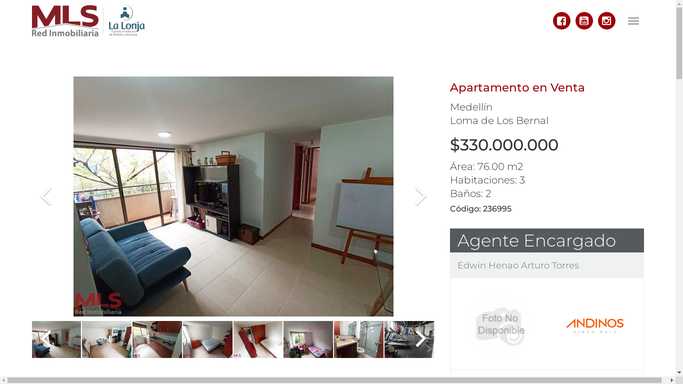 MLS
Red Inmobiliaria
La Lonja
Apartamento en Venta
Medellín
Loma de Los Bernal
$330.000.000
Área: 76.00 m2
Habitaciones: 3
Baños: 2
Código: 236995
Agente Encargado
Edwin Henao Arturo Torres
Foto No
Disponible
ANDINOS
MLS
Red Inmobiliaria